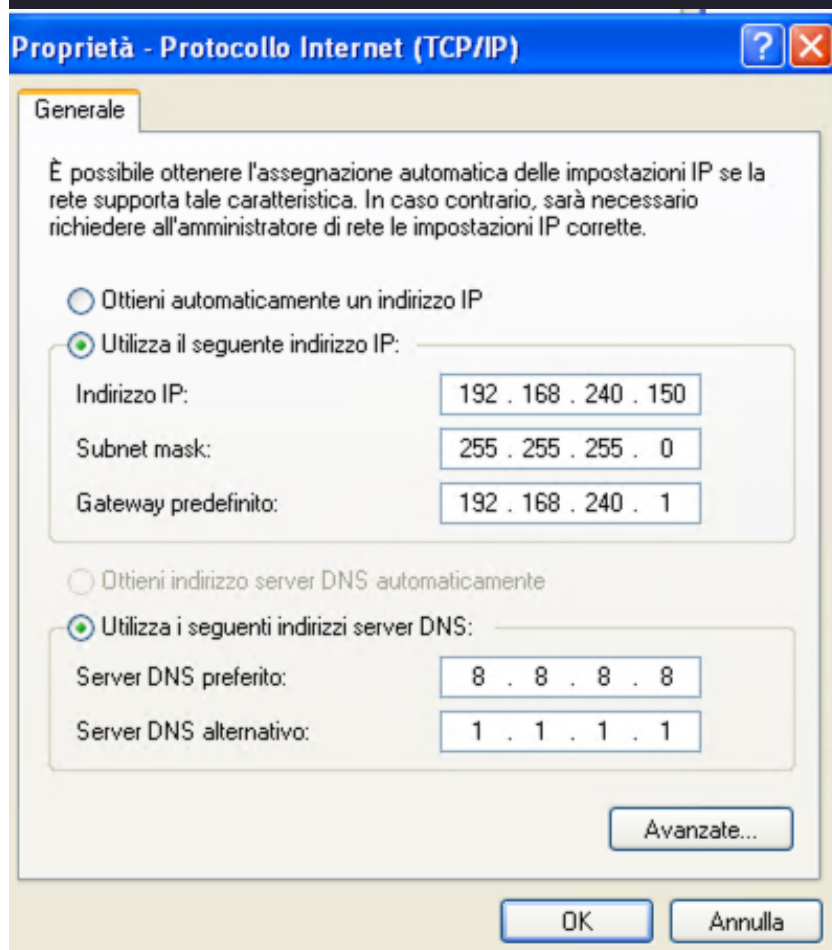 Proprietà - Protocollo Internet (TCP/IP)
Generale
È possibile ottenere l'assegnazione automatica delle impostazioni IP se la
rete supporta tale caratteristica. In caso contrario, sarà necessario
richiedere all'amministratore di rete le impostazioni IP corrette.
Ottieni automaticamente un indirizzo IP
Utilizza il seguente indirizzo IP:
Indirizzo IP: 192 . 168 . 240 . 150
Subnet mask: 255 . 255 . 255 . 0
Gateway predefinito: 192 . 168 . 240 . 1
Ottieni indirizzo server DNS automaticamente
Utilizza i seguenti indirizzi server DNS:
Server DNS preferito: 8 . 8 . 8 . 8
Server DNS alternativo: 1 . 1 . 1 . 1
Avanzate...
OK Annulla